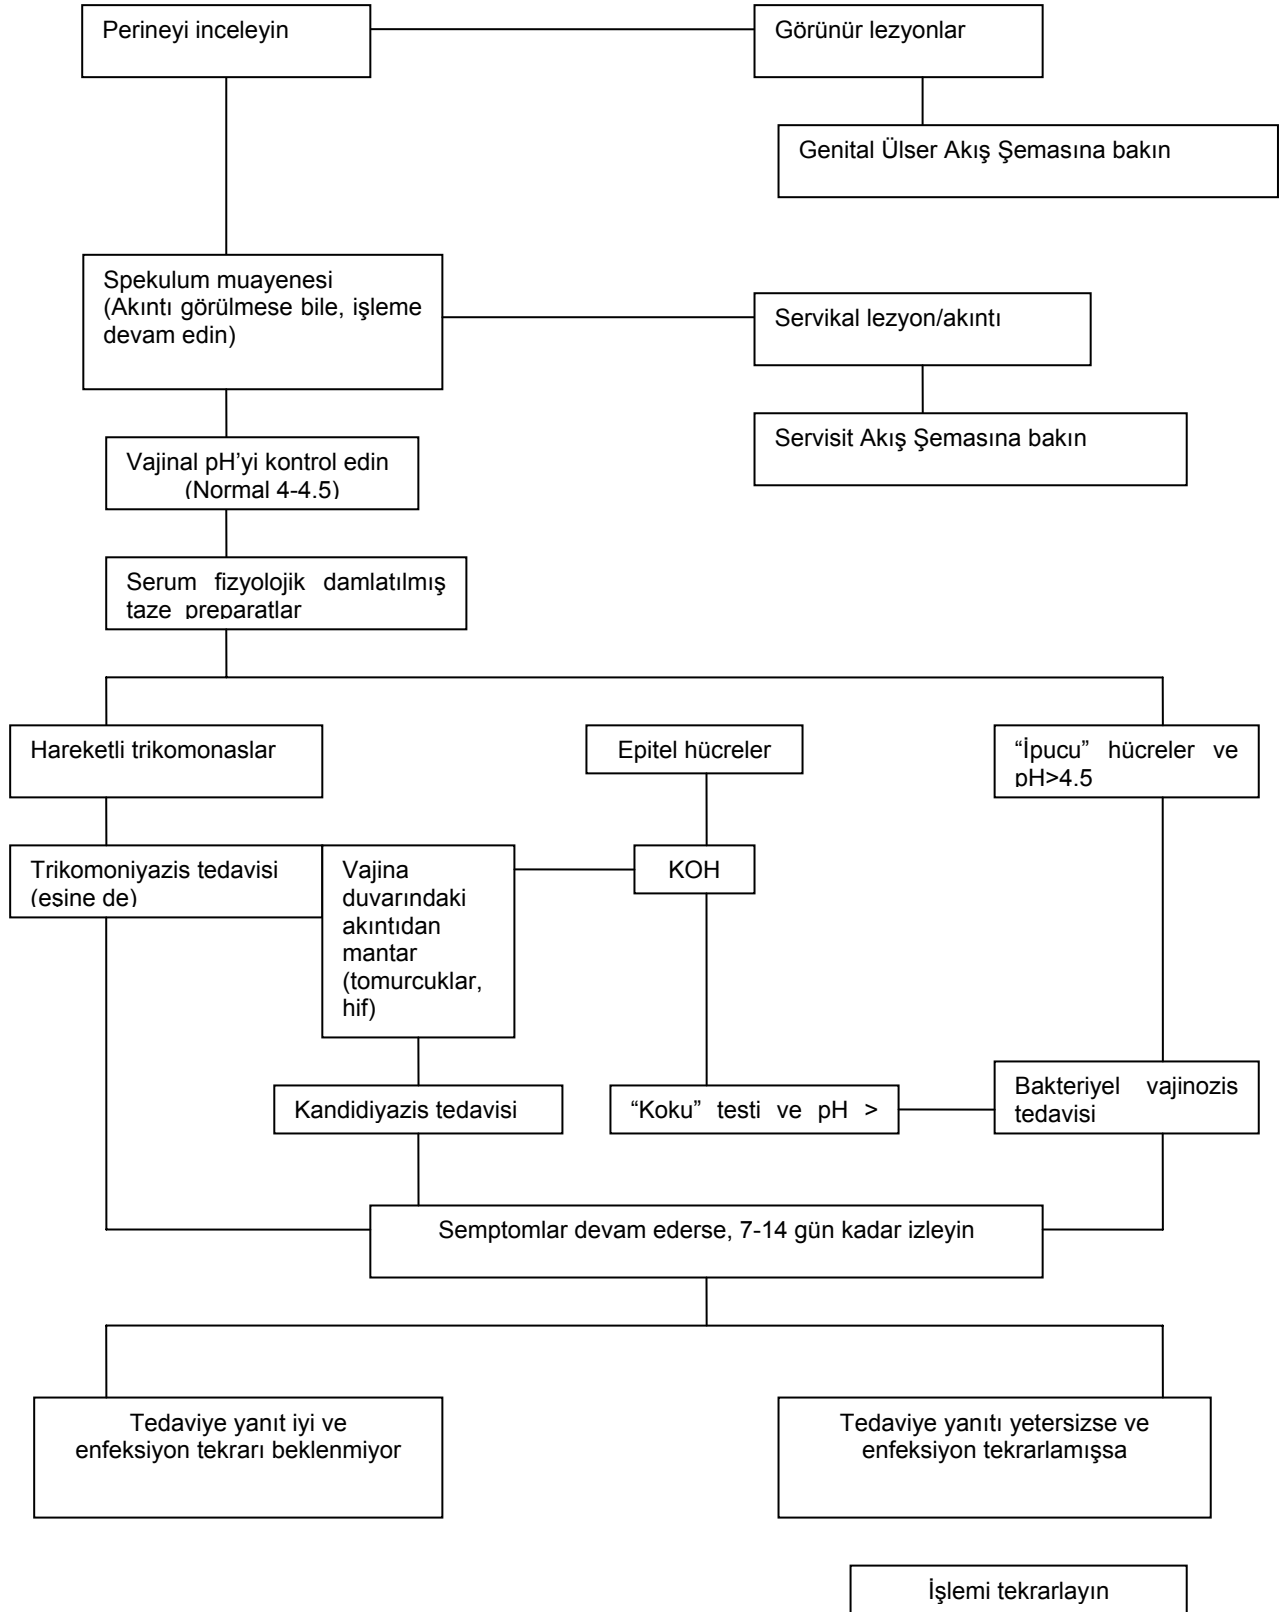 Perineyi inceleyin
Görünür lezyonlar
Genital Ülser Akış Şemasına bakın
Spekulum muayenesi
(Akıntı görülmese bile, işleme
devam edin)
Servikal lezyon/akıntı
Servisit Akış Şemasına bakın
Vajinal pH’yi kontrol edin
(Normal 4-4.5)
Serum fizyolojik damlatılmış
taze preparatlar
Hareketli trikomonaslar
Epitel hücreler
“İpucu” hücreler ve
pH>4.5
Trikomoniyazis tedavisi
(eşine de)
Vajina
duvarındaki
akıntıdan
mantar
(tomurcuklar,
hif)
KOH
Kandidiyazis tedavisi
“Koku” testi ve pH >
Bakteriyel vajinozis
tedavisi
Semptomlar devam ederse, 7-14 gün kadar izleyin
Tedaviye yanıt iyi ve
enfeksiyon tekrarı beklenmiyor
Tedaviye yanıtı yetersizse ve
enfeksiyon tekrarlamışsa
İşlemi tekrarlayın